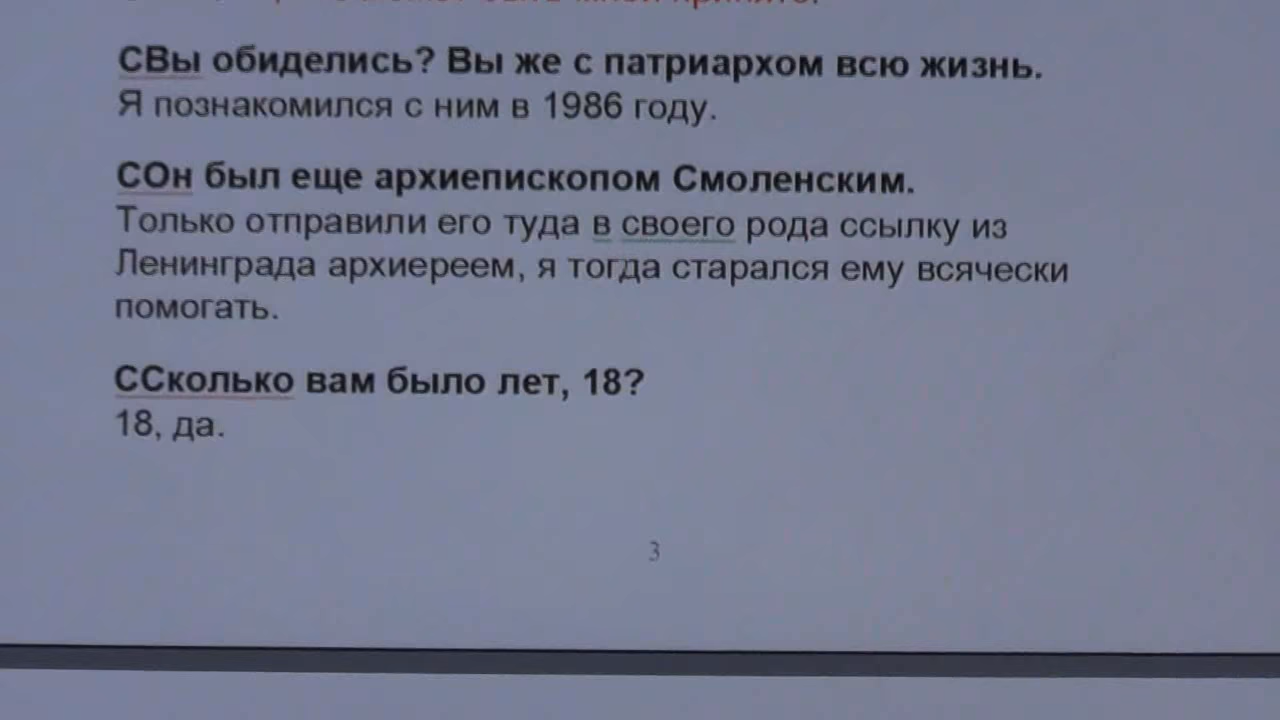 мной принято.
СВы обиделись? Вы же с патриархом всю жизнь.
Я познакомился с ним в 1986 году.
СОн был еще архиепископом Смоленским.
Только отправили его туда в своего рода ссылку из
Ленинграда архиереем, я тогда старался ему всячески
помогать.
ССколько вам было лет, 18?
18, да.
3